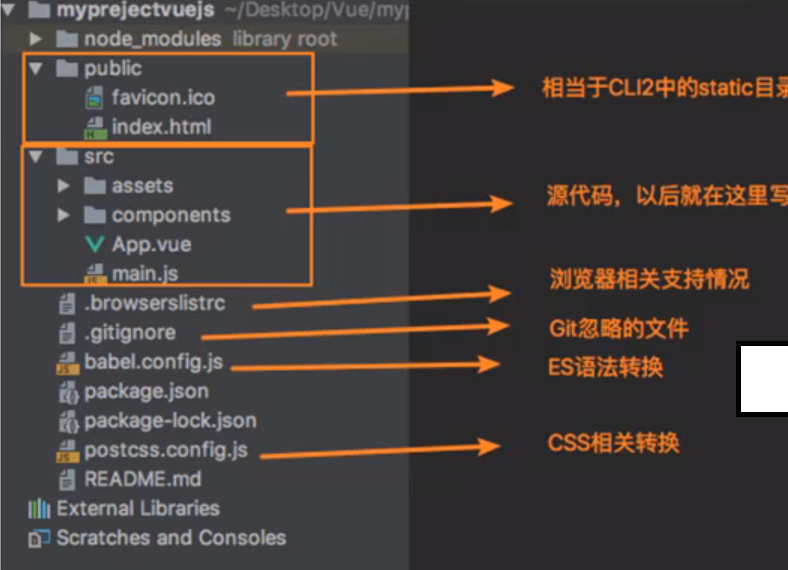 myprejectvuejs ~/Desktop/Vue/myp
node_modules library root
public
favicon.ico
index.html
相当于CLI2中的static目录
src
assets
components
App.vue
main.js
源代码，以后就在这里写
.browserslistrc
浏览器相关支持情况
.gitignore
Git忽略的文件
babel.config.js
ES语法转换
package.json
package-lock.json
postcss.config.js
CSS相关转换
README.md
External Libraries
Scratches and Consoles